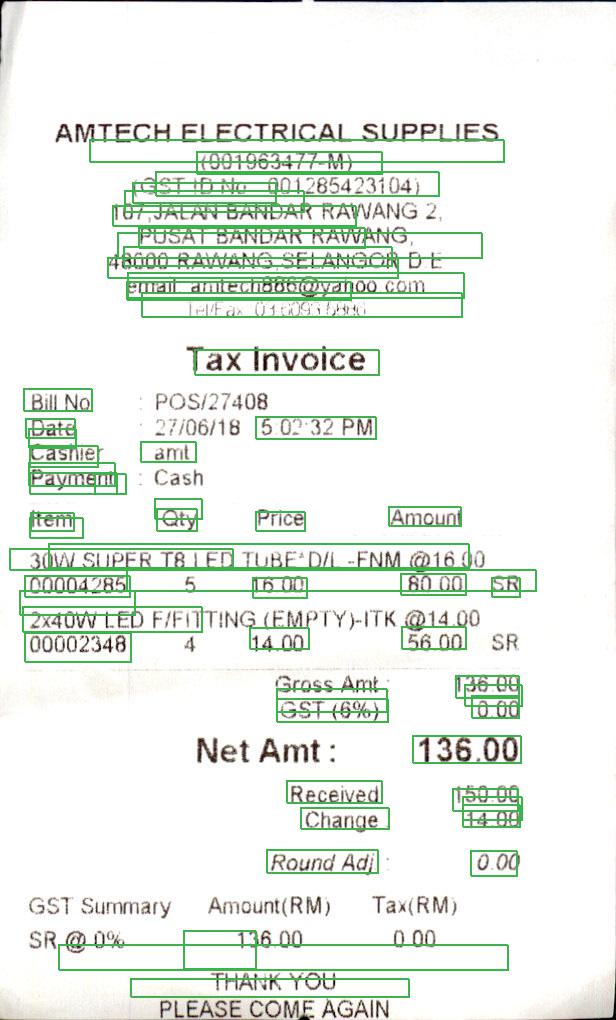 AMTECH ELECTRICAL SUPPLIES
(001963477-M)
(GST ID No 001285423104)
107,JALAN BANDAR RAWANG 2,
PUSAT BANDAR RAWANG,
48000 RAWANG,SELANGOR D E
email amtech886@yahoo com
Tel/Fax 03 6093 5886
Tax Invoice
Bill No : POS/27408
Date : 27/06/18 5:02:32 PM
Cashier amt
Payment : Cash
Item Qty Price Amount
30W SUPER T8 LED TUBE*D/L -FNM @16.00
00004285 5 16.00 80.00 SR
2x40W LED F/FITTING (EMPTY)-ITK @14.00
00002348 4 14.00 56.00 SR
Gross Amt : 136.00
GST (6%) 0.00
Net Amt : 136.00
Received 150.00
Change 14.00
Round Adj : 0.00
GST Summary Amount(RM) Tax(RM)
SR @ 0% 136.00 0.00
THANK YOU
PLEASE COME AGAIN